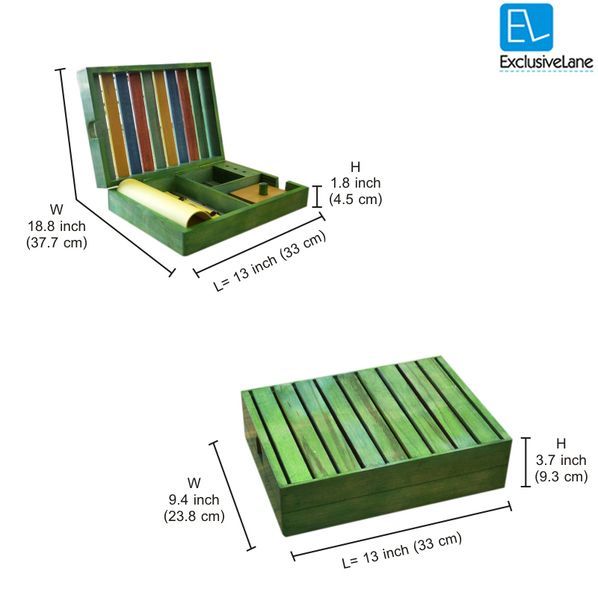 EL
ExclusiveLane
H
1.8 inch
(4.5 cm)
W
18.8 inch
(37.7 cm)
L= 13 inch (33 cm)
H
3.7 inch
(9.3 cm)
W
9.4 inch
(23.8 cm)
L= 13 inch (33 cm)